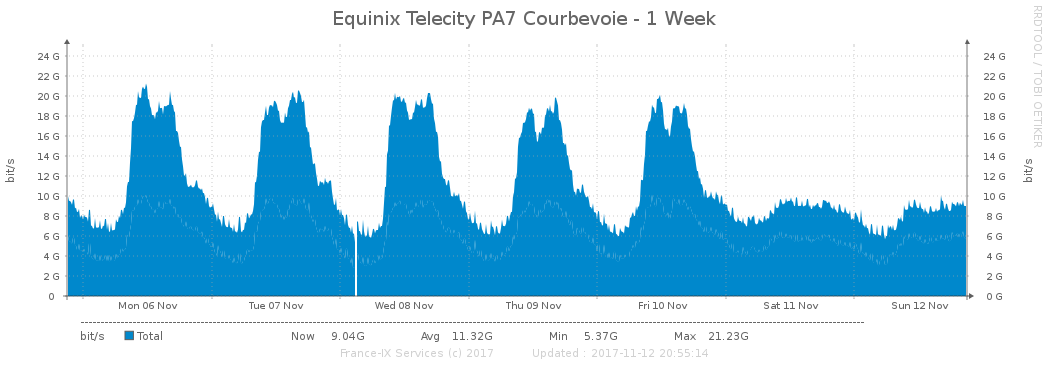 Equinix Telecity PA7 Courbevoie - 1 Week
RRDTOOL / TOBI OETIKER
24 G 24 G
22 G 22 G
20 G 20 G
18 G 18 G
16 G 16 G
14 G 14 G
12 G 12 G
10 G 10 G
8 G 8 G
6 G 6 G
4 G 4 G
2 G 2 G
0 0 G
bit/s
bit/s
Mon 06 Nov Tue 07 Nov Wed 08 Nov Thu 09 Nov Fri 10 Nov Sat 11 Nov Sun 12 Nov
bit/s Total Now 9.04G Avg 11.32G Min 5.37G Max 21.23G
France-IX Services (c) 2017 Updated : 2017-11-12 20:55:14